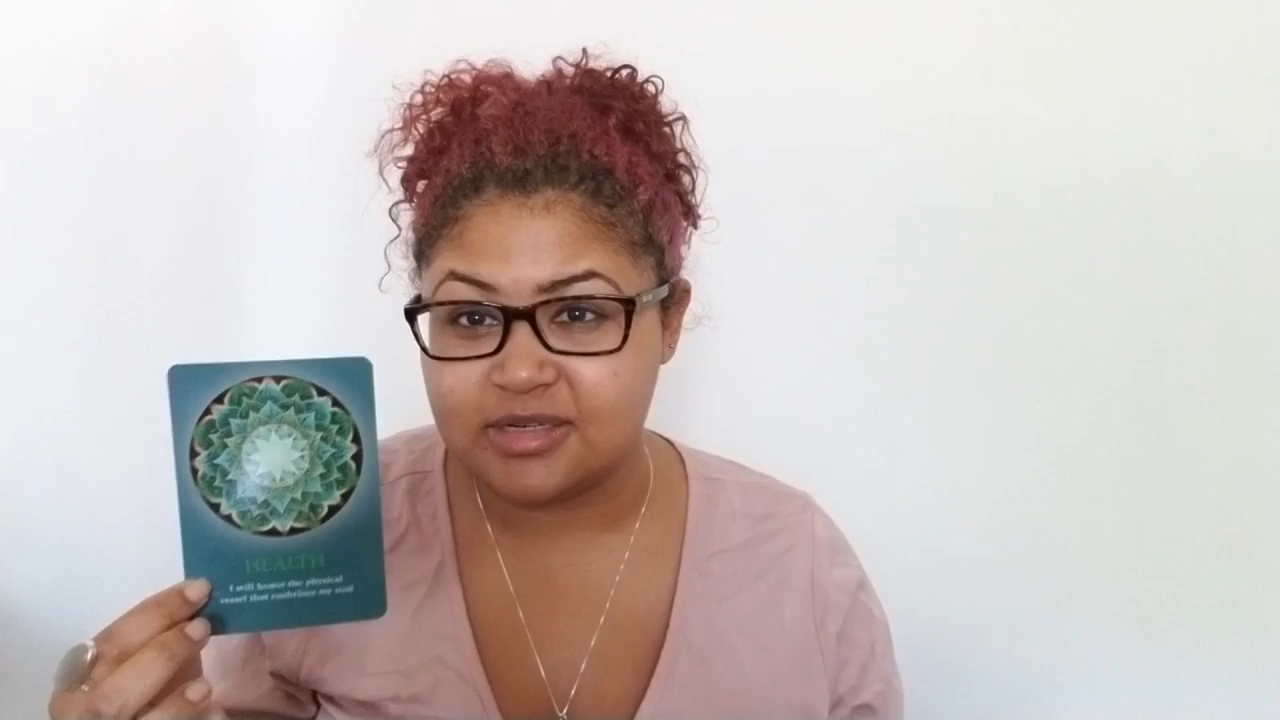 HEALTH
I will honor the physical
vessel that enshrines my soul